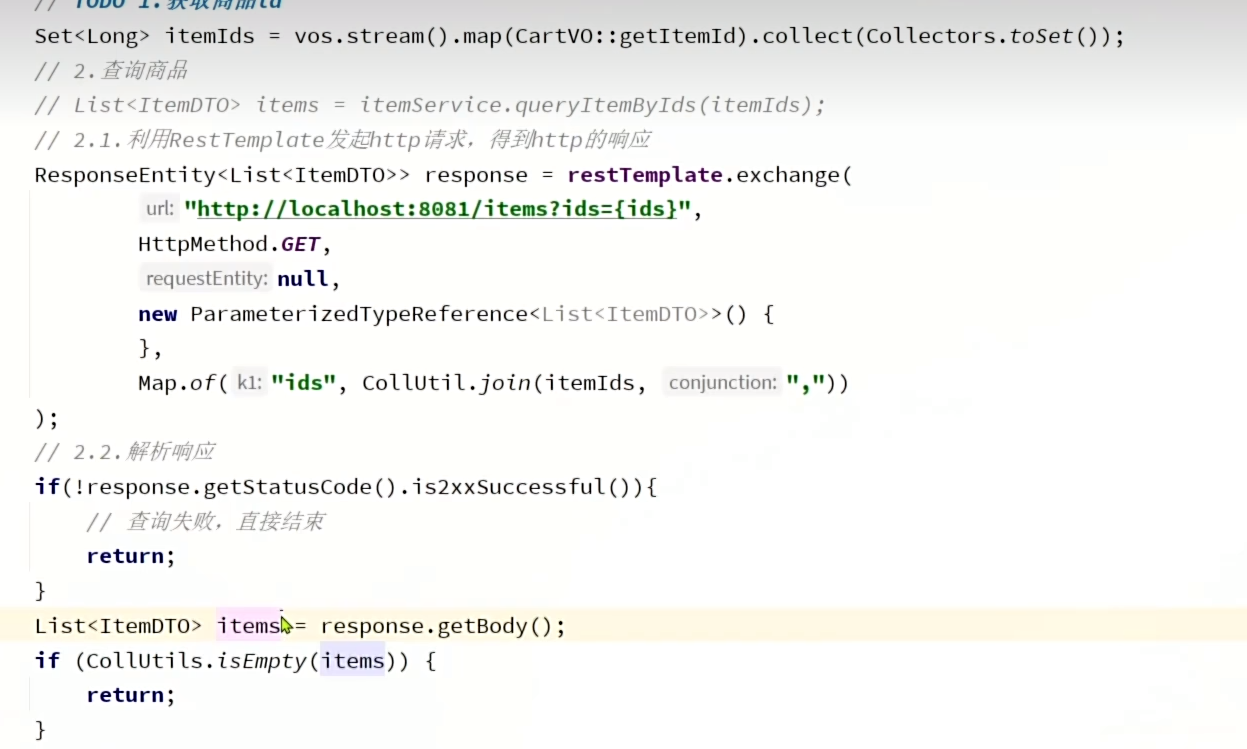 // TODO 1.获取商品id
Set<Long> itemIds = vos.stream().map(CartVO::getItemId).collect(Collectors.toSet());
// 2.查询商品
// List<ItemDTO> items = itemService.queryItemByIds(itemIds);
// 2.1.利用RestTemplate发起http请求，得到http的响应
ResponseEntity<List<ItemDTO>> response = restTemplate.exchange(
url: "http://localhost:8081/items?ids={ids}",
HttpMethod.GET,
requestEntity: null,
new ParameterizedTypeReference<List<ItemDTO>>() {
},
Map.of( k1: "ids", CollUtil.join(itemIds, conjunction: ","))
);
// 2.2.解析响应
if(!response.getStatusCode().is2xxSuccessful()){
// 查询失败，直接结束
return;
}
List<ItemDTO> items = response.getBody();
if (CollUtils.isEmpty(items)) {
return;
}